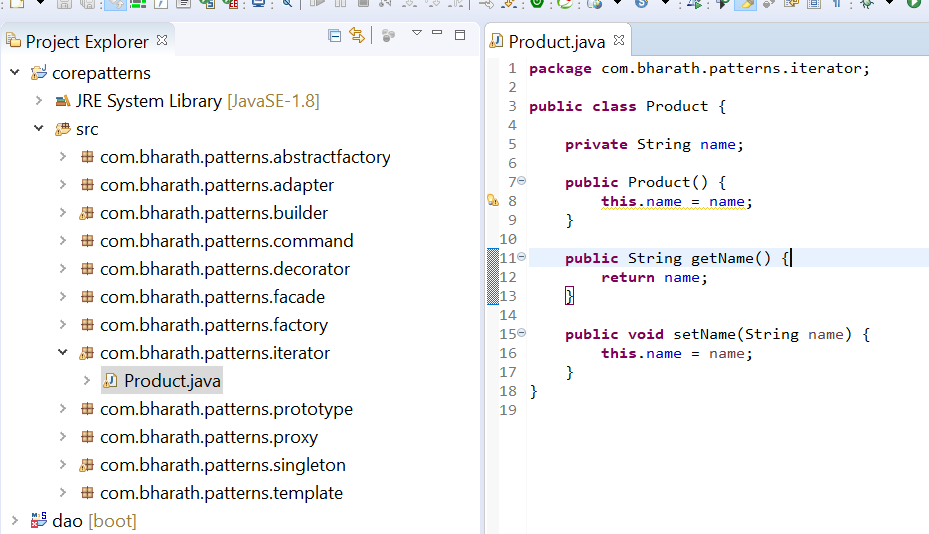 Project Explorer
corepatterns
JRE System Library [JavaSE-1.8]
src
com.bharath.patterns.abstractfactory
com.bharath.patterns.adapter
com.bharath.patterns.builder
com.bharath.patterns.command
com.bharath.patterns.decorator
com.bharath.patterns.facade
com.bharath.patterns.factory
com.bharath.patterns.iterator
Product.java
com.bharath.patterns.prototype
com.bharath.patterns.proxy
com.bharath.patterns.singleton
com.bharath.patterns.template
dao [boot]
Product.java
1 package com.bharath.patterns.iterator;
2
3 public class Product {
4
5     private String name;
6
7     public Product() {
8         this.name = name;
9     }
10
11     public String getName() {
12         return name;
13     }
14
15     public void setName(String name) {
16         this.name = name;
17     }
18 }
19